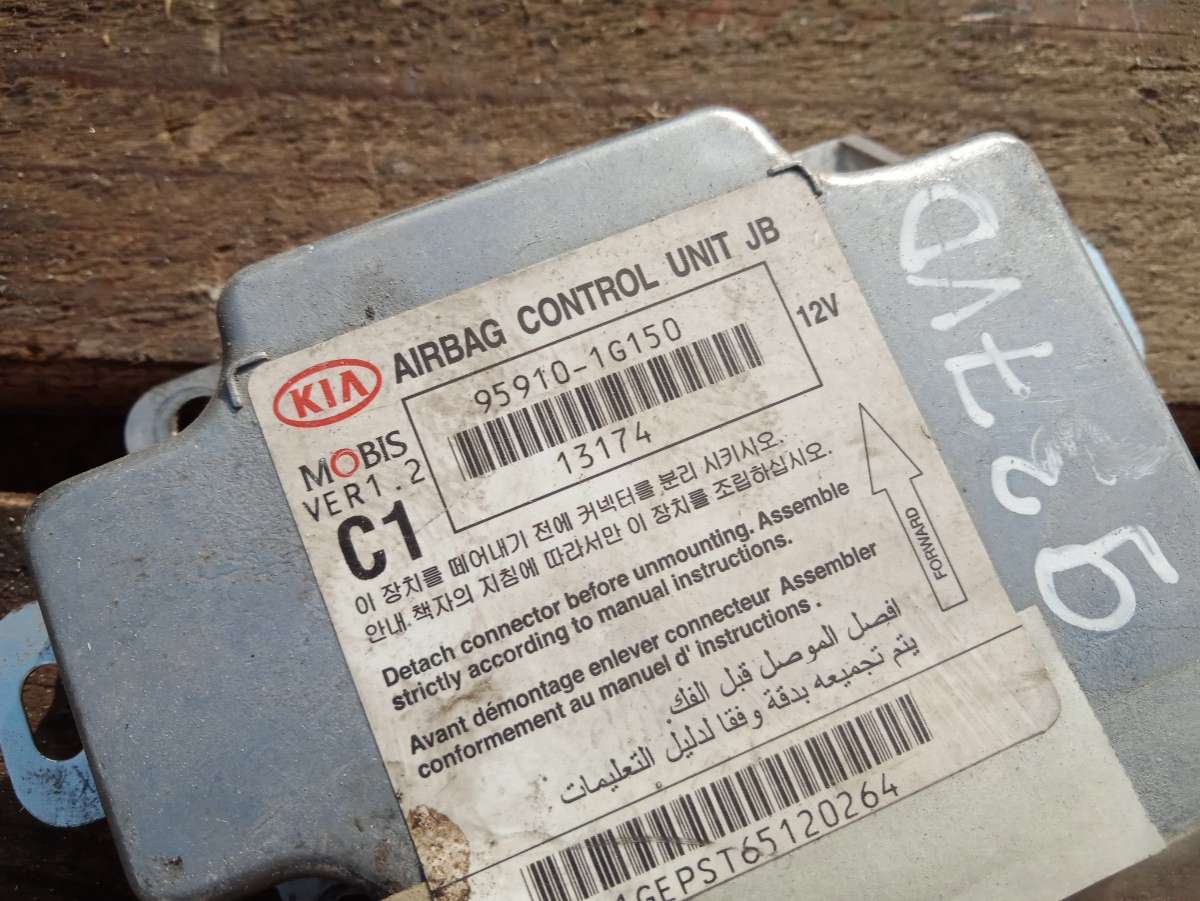 KIA AIRBAG CONTROL UNIT JB
95910-1G150
13174
12V
MOBIS
VER1.2
C1
이 장치를 떼어내기 전에 커넥터를 분리 시키시오.
안내.책자의 지침에 따라서만 이 장치를 조립하십시오.
Detach connector before unmounting. Assemble
strictly according to manual instructions.
Avant démontage enlever connecteur Assembler
conformement au manuel d' instructions.
افصل الموصل قبل الفك
يتم تجميعه بدقة و فقا لدليل التعليمات
FORWARD
1GEPST65120264